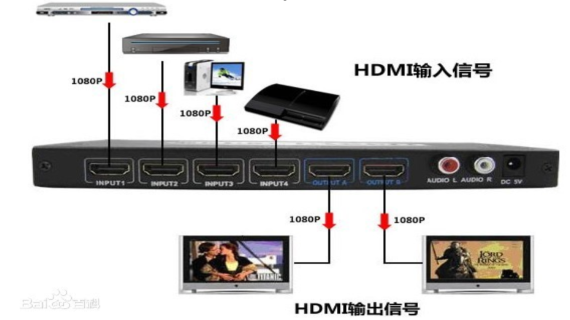 1080P
HDMI输入信号
1080P
1080P
1080P
INPUT1 INPUT2 INPUT3 INPUT4 OUTPUT A OUTPUT B AUDIO L AUDIO R DC 5V
1080P
1080P
TITANIC
LORD
RINGS
Baidu百科
HDMI输出信号